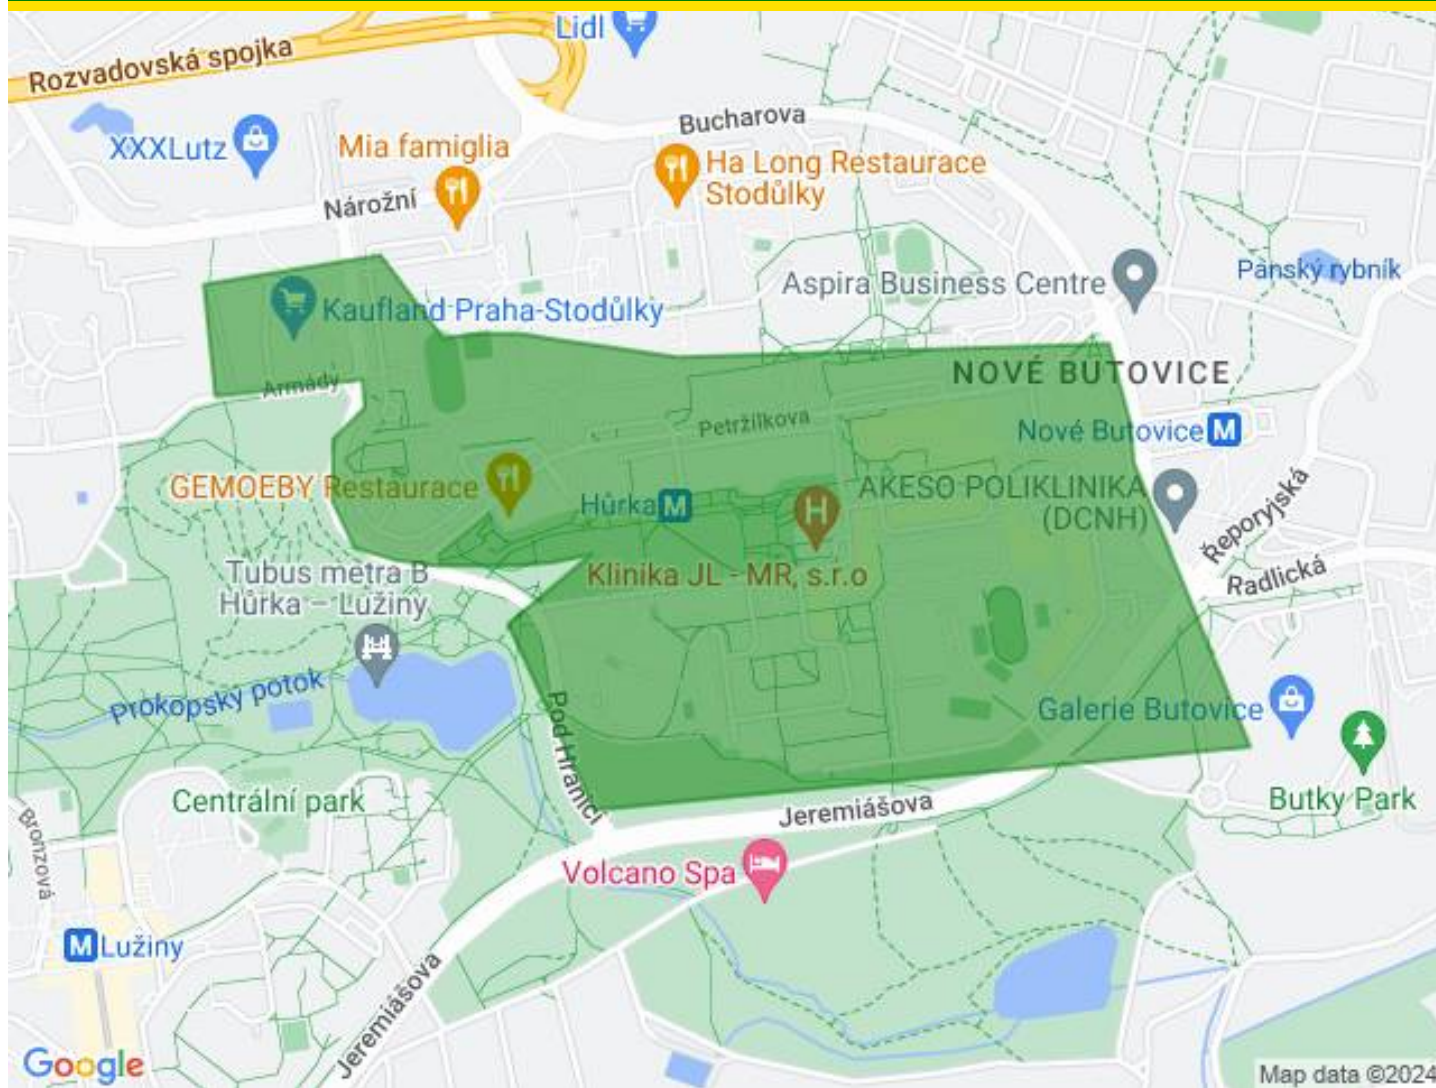 Lidl
Rozvadovská spojka
Bucharova
XXXLutz
Mia famiglia
Ha Long Restaurace
Stodůlky
Nárožní
Aspira Business Centre
Panský rybník
Kaufland Praha-Stodůlky
Armády
NOVÉ BUTOVICE
Petržílkova
Nové Butovice M
GEMOEBY Restaurace
Hůrka M
H
AKESO POLIKLINIKA
(DCNH)
Řeporyjská
Radlická
Tubus metra B
Hůrka – Lužiny
Klinika JL - MR, s.r.o
Prokopský potok
Pod Hranicí
Galerie Butovice
Centrální park
Jeremiášova
Butky Park
Bronzová
Volcano Spa
M Lužiny
Jeremiášova
Google
Map data ©2024